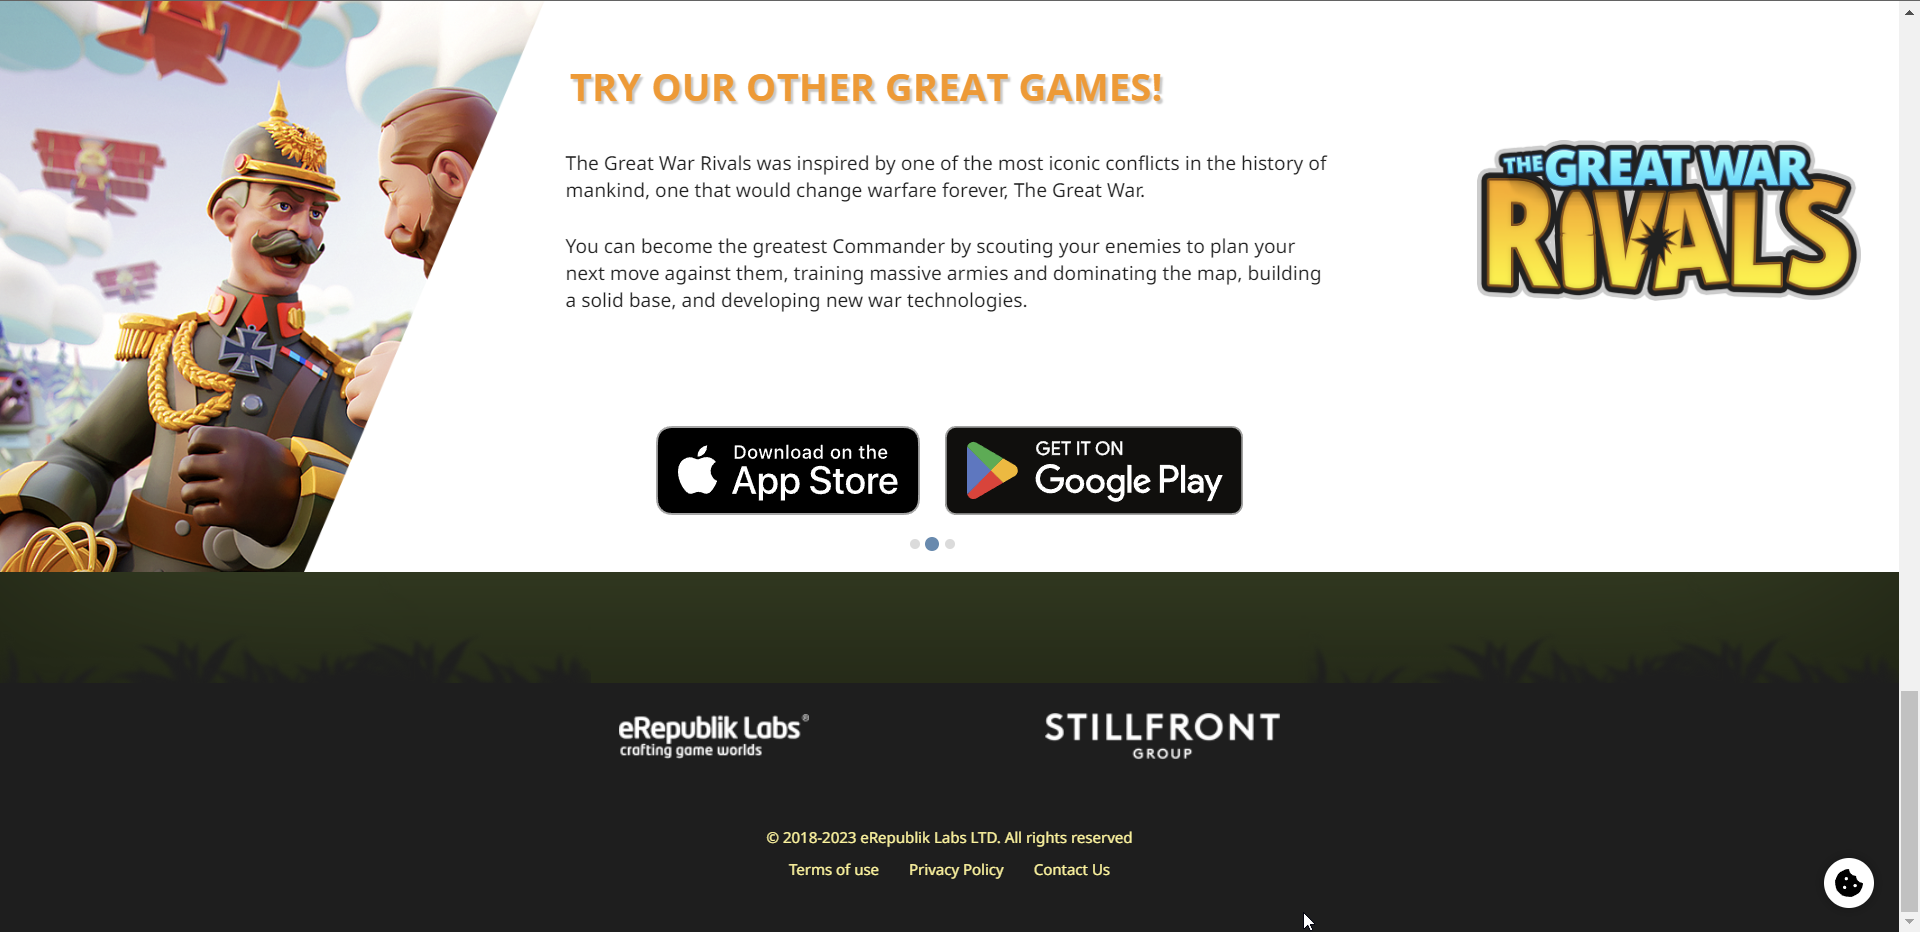 TRY OUR OTHER GREAT GAMES!
The Great War Rivals was inspired by one of the most iconic conflicts in the history of
mankind, one that would change warfare forever, The Great War.
You can become the greatest Commander by scouting your enemies to plan your
next move against them, training massive armies and dominating the map, building
a solid base, and developing new war technologies.
THE GREAT WAR
RIVALS
Download on the
App Store
GET IT ON
Google Play
eRepublik Labs®
crafting game worlds
STILLFRONT
GROUP
© 2018-2023 eRepublik Labs LTD. All rights reserved
Terms of use Privacy Policy Contact Us